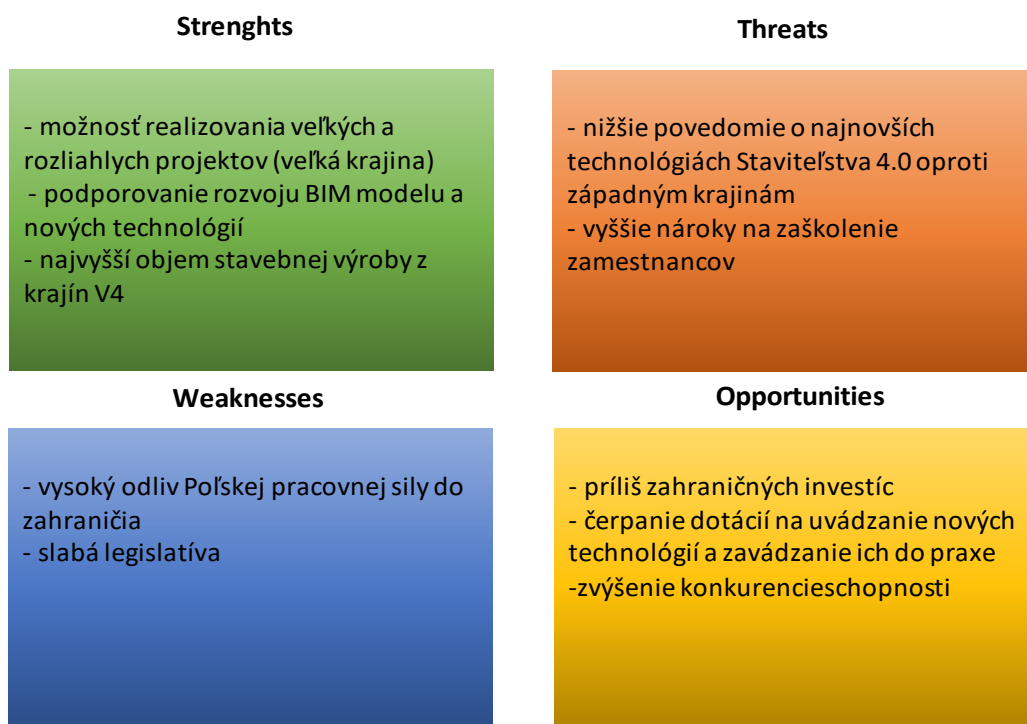 Strenghts
- možnosť realizovania veľkých a
rozliahlych projektov (veľká krajina)
- podporovanie rozvoju BIM modelu a
nových technológií
- najvyšší objem stavebnej výroby z
krajín V4
Threats
- nižšie povedomie o najnovších
technológiách Staviteľstva 4.0 oproti
západným krajinám
- vyššie nároky na zaškolenie
zamestnancov
Weaknesses
- vysoký odliv Poľskej pracovnej sily do
zahraničia
- slabá legislatíva
Opportunities
- príliš zahraničných investíc
- čerpanie dotácií na uvádzanie nových
technológií a zavádzanie ich do praxe
-zvýšenie konkurencieschopnosti